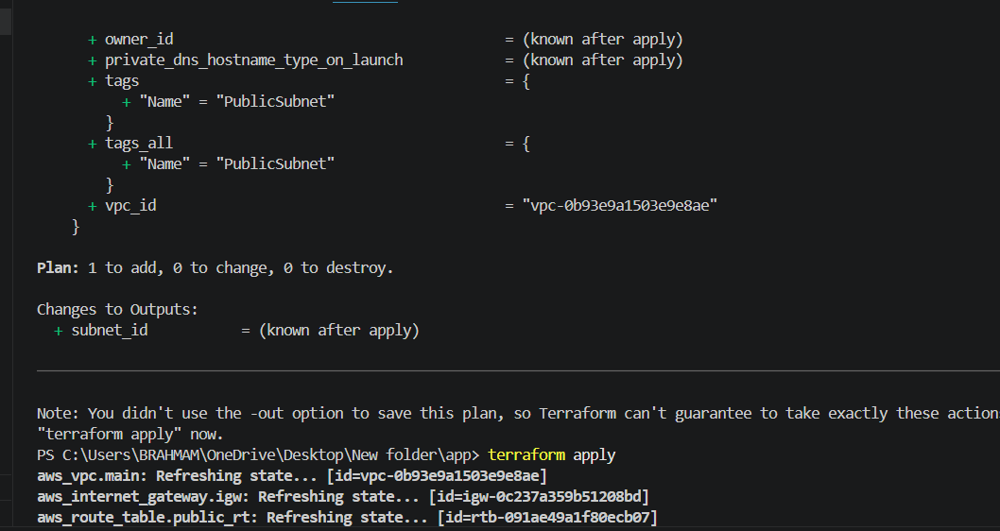 + owner_id = (known after apply)
+ private_dns_hostname_type_on_launch = (known after apply)
+ tags = {
+ "Name" = "PublicSubnet"
}
+ tags_all = {
+ "Name" = "PublicSubnet"
}
+ vpc_id = "vpc-0b93e9a1503e9e8ae"
}
Plan: 1 to add, 0 to change, 0 to destroy.
Changes to Outputs:
+ subnet_id = (known after apply)
Note: You didn't use the -out option to save this plan, so Terraform can't guarantee to take exactly these action
"terraform apply" now.
PS C:\Users\BRAHMAM\OneDrive\Desktop\New folder\app> terraform apply
aws_vpc.main: Refreshing state... [id=vpc-0b93e9a1503e9e8ae]
aws_internet_gateway.igw: Refreshing state... [id=igw-0c237a359b51208bd]
aws_route_table.public_rt: Refreshing state... [id=rtb-091ae49a1f80ecb07]